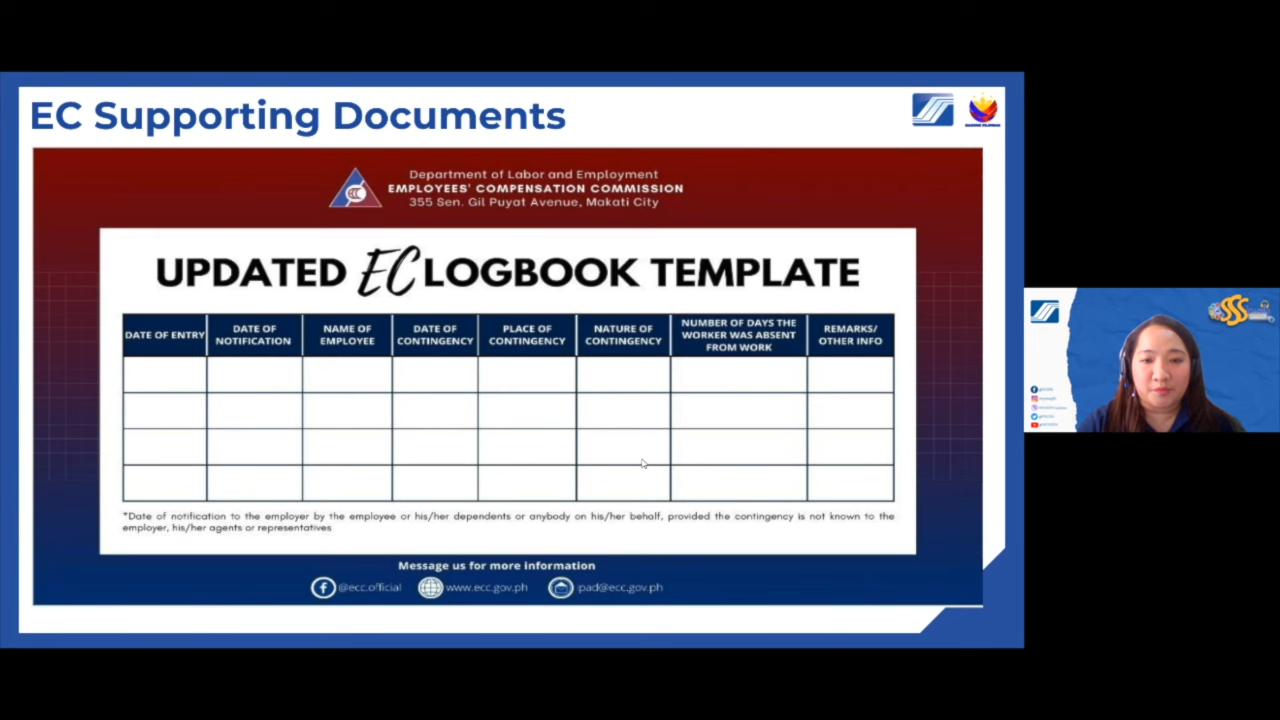 EC Supporting Documents
Department of Labor and Employment
EMPLOYEES' COMPENSATION COMMISSION
355 Sen. Gil Puyat Avenue, Makati City
ECC
UPDATED EC LOGBOOK TEMPLATE
DATE OF ENTRY
DATE OF
NOTIFICATION
NAME OF
EMPLOYEE
DATE OF
CONTINGENCY
PLACE OF
CONTINGENCY
NATURE OF
CONTINGENCY
NUMBER OF DAYS THE
WORKER WAS ABSENT
FROM WORK
REMARKS/
OTHER INFO
*Date of notification to the employer by the employee or his/her dependents or anybody on his/her behalf, provided the contingency is not known to the
employer, his/her agents or representatives
Message us for more information
@ecc.official
www.ecc.gov.ph
ipad@ecc.gov.ph
SSS